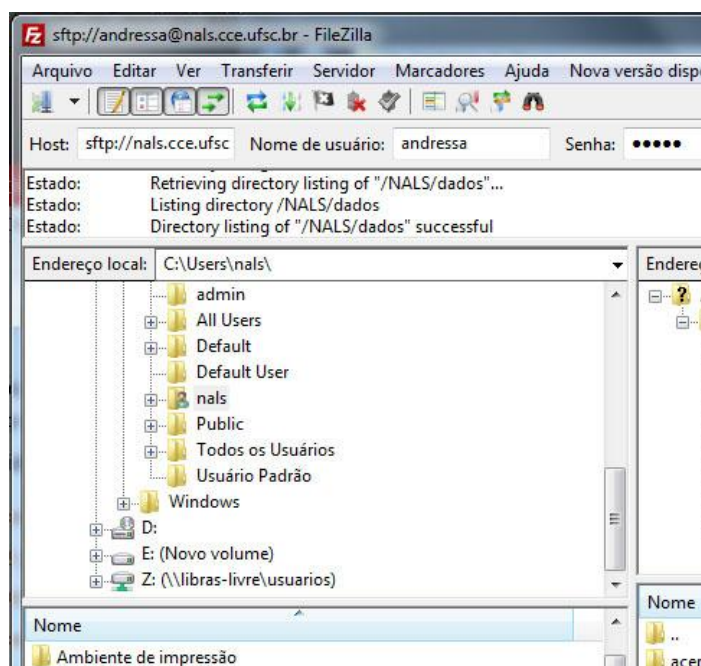 sftp://andressa@nals.cce.ufsc.br - FileZilla
Arquivo Editar Ver Transferir Servidor Marcadores Ajuda Nova versão disp
Host: sftp://nals.cce.ufsc Nome de usuário: andressa Senha: ●●●●●
Estado: Retrieving directory listing of "/NALS/dados"...
Estado: Listing directory /NALS/dados
Estado: Directory listing of "/NALS/dados" successful
Endereço local: C:\Users\nals\ Endere
admin
All Users
Default
Default User
nals
Public
Todos os Usuários
Usuário Padrão
Windows
D:
E: (Novo volume)
Z: (\\libras-livre\usuarios)
Nome Nome
..
Ambiente de impressão acer